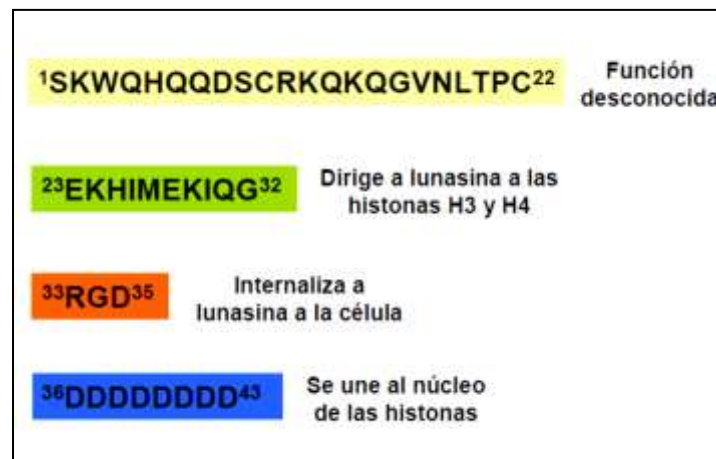 ¹SKWQHQQDSCRKQKQGVNLTPC²²
Función
desconocida
²³EKHIMEKIQG³²
Dirige a lunasina a las
histonas H3 y H4
³³RGD³⁵
Internaliza a
lunasina a la célula
³⁶DDDDDDDD⁴³
Se une al núcleo
de las histonas